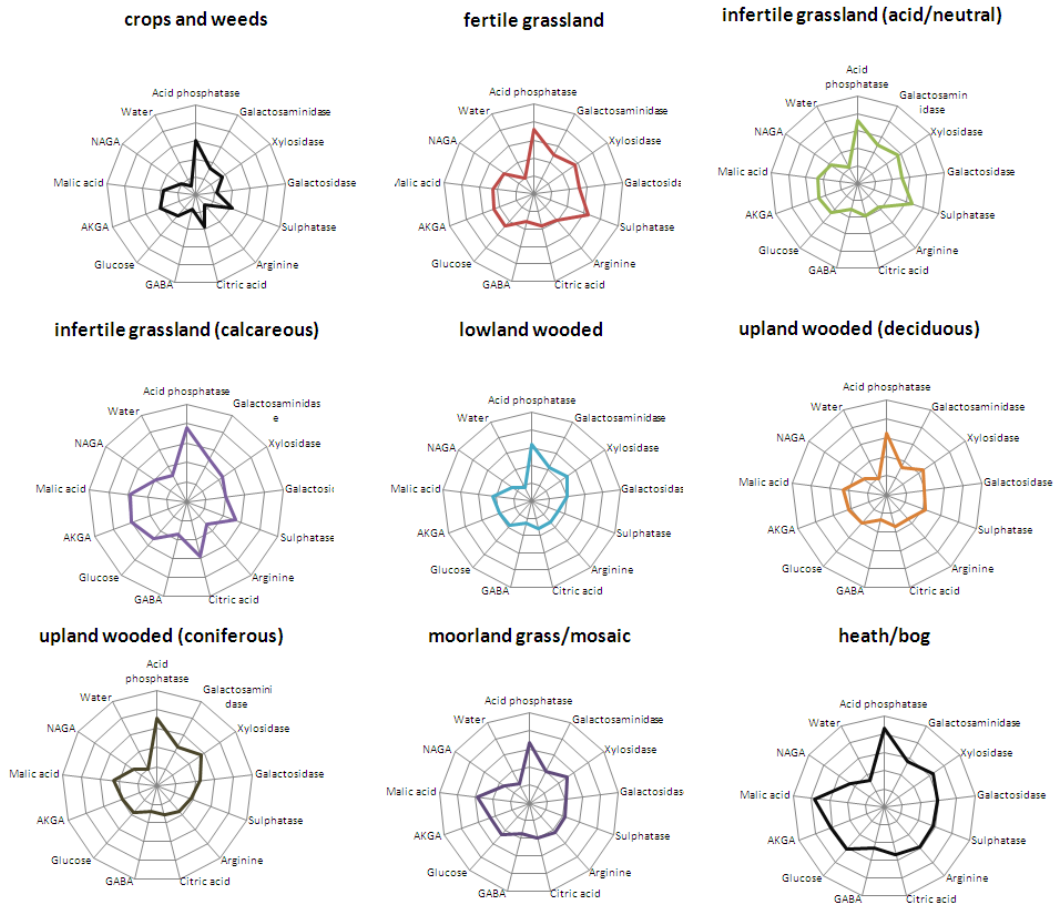 crops and weeds
fertile grassland
infertile grassland (acid/neutral)
Acid phosphatase
Galactosaminidase
Xylosidase
Galactosidase
Sulphatase
Arginine
Citric acid
GABA
Glucose
AKGA
Malic acid
NAGA
Water
Acid phosphatase
Galactosaminidase
Xylosidase
Galactosida
Sulphatase
Arginine
Citric acid
GABA
Glucose
AKGA
Malic acid
NAGA
Water
Acid
phosphatase
Galactosamin
idase
Xylosidase
Galactosidase
Sulphatase
Arginine
Citric acid
GABA
Glucose
AKGA
Malic acid
NAGA
Water
infertile grassland (calcareous)
lowland wooded
upland wooded (deciduous)
Acid phosphatase
Galactosaminidas
e
Xylosidase
Galactosi
Sulphatase
Arginine
Citric acid
GABA
Glucose
AKGA
Malic acid
NAGA
Water
Acid phosphatase
Galactosaminidase
Xylosidase
Galactosidas
Sulphatase
Arginine
Citric acid
GABA
Glucose
AKGA
Malic acid
NAGA
Water
Acid phosphatase
Galactosaminidase
Xylosidase
Galactosidase
Sulphatase
Arginine
Citric acid
GABA
Glucose
AKGA
Malic acid
NAGA
Water
upland wooded (coniferous)
moorland grass/mosaic
heath/bog
Acid
phosphatase
Galactosamini
dase
Xylosidase
Galactosidase
Sulphatase
Arginine
Citric acid
GABA
Glucose
AKGA
Malic acid
NAGA
Water
Acid phosphatase
Galactosaminidase
Xylosidase
Galactosidase
Sulphatase
Arginine
Citric acid
GABA
Glucose
AKGA
Malic acid
NAGA
Water
Acid phosphatase
Galactosaminidase
Xylosidase
Galactosidase
Sulphatase
Arginine
Citric acid
GABA
Glucose
AKGA
Malic acid
NAGA
Water